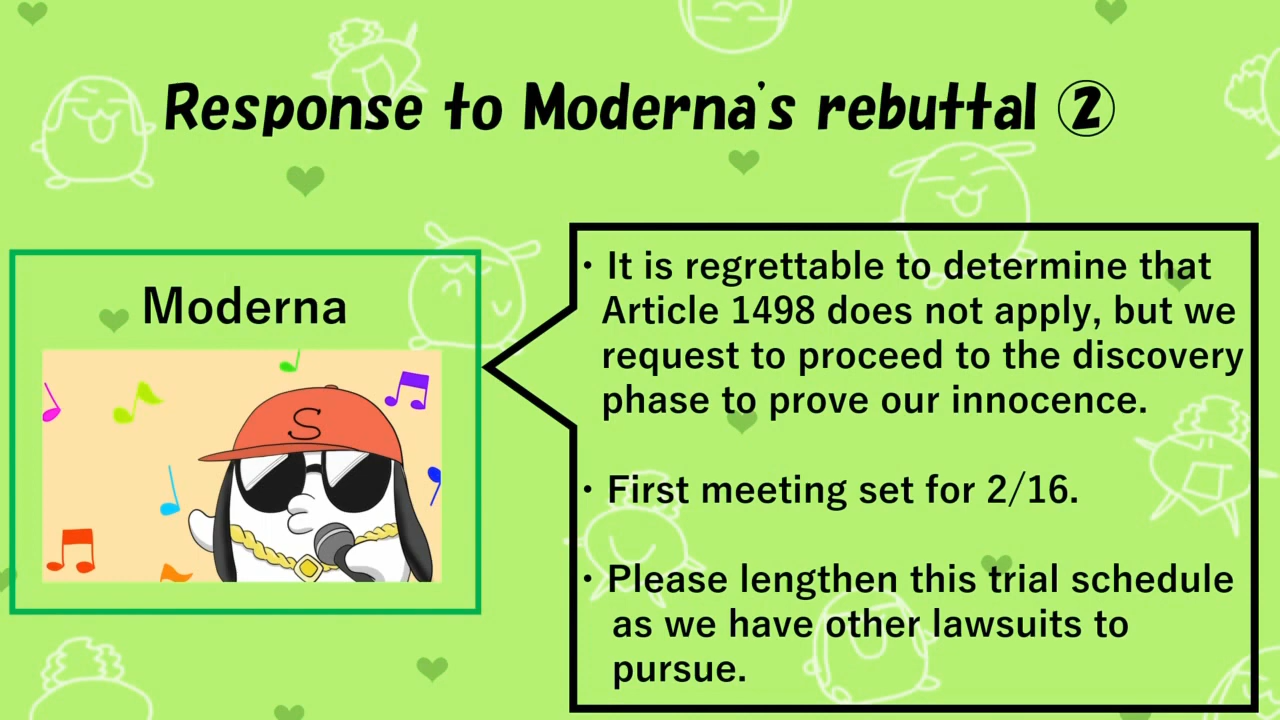 Response to Moderna's rebuttal ②
Moderna
S
・It is regrettable to determine that
Article 1498 does not apply, but we
request to proceed to the discovery
phase to prove our innocence.
・First meeting set for 2/16.
・Please lengthen this trial schedule
as we have other lawsuits to
pursue.